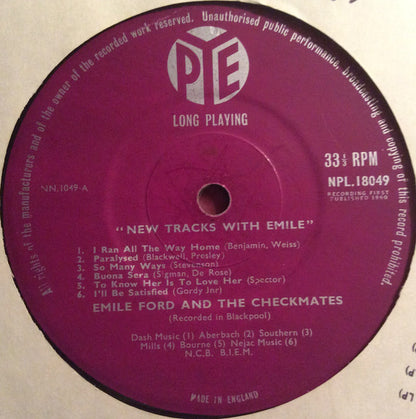 All rights of the manufacturers and of the owner of the recorded work reserved. Unauthorised public performance, broadcasting and copying of this record prohibited.
PYE
LONG PLAYING
33⅓ RPM
NPL.18049
RECORDING FIRST
PUBLISHED 1960
NN.1049-A
"NEW TRACKS WITH EMILE"
1. I Ran All The Way Home (Benjamin, Weiss)
2. Paralysed (Blackwell, Presley)
3. So Many Ways (Stevenson)
4. Buona Sera (Sigman, De Rose)
5. To Know Her Is To Love Her (Spector)
6. I'll Be Satisfied (Gordy Jnr)
EMILE FORD AND THE CHECKMATES
(Recorded in Blackpool)
Dash Music (1) Aberbach (2) Southern (3)
Mills (4) Bourne (5) Nejac Music (6)
N.C.B. B.I.E.M.
MADE IN ENGLAND